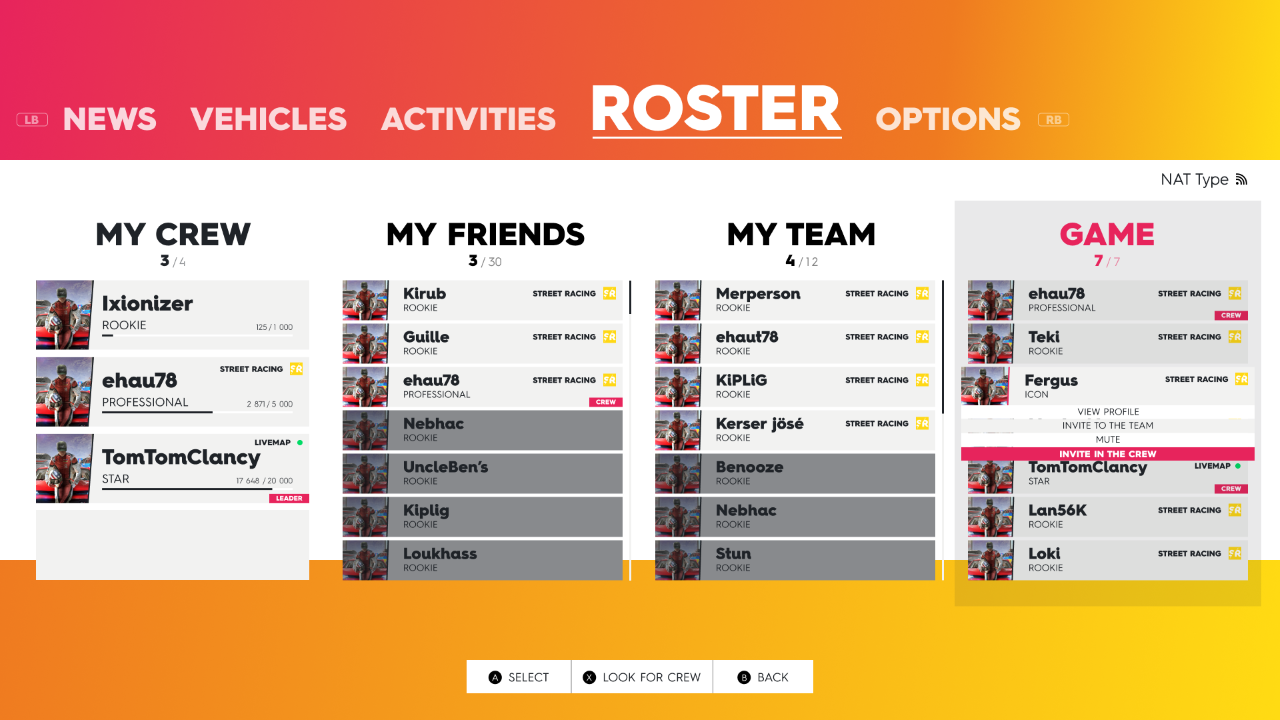 LB NEWS VEHICLES ACTIVITIES ROSTER OPTIONS RB
NAT Type
MY CREW
3 / 4
Ixionizer
ROOKIE 125 / 1 000
STREET RACING FR
ehau78
PROFESSIONAL 2 871 / 5 000
LIVEMAP
TomTomClancy
STAR 17 648 / 20 000
LEADER
MY FRIENDS
3 / 30
Kirub STREET RACING FR
ROOKIE
Guille STREET RACING FR
ROOKIE
ehau78 STREET RACING FR
PROFESSIONAL
CREW
Nebhac
ROOKIE
UncleBen's
ROOKIE
Kiplig
ROOKIE
Loukhass
ROOKIE
MY TEAM
4 / 12
Merperson STREET RACING FR
ROOKIE
ehaut78 STREET RACING FR
ROOKIE
KiPLiG STREET RACING FR
ROOKIE
Kerser jösé STREET RACING FR
ROOKIE
Benooze
ROOKIE
Nebhac
ROOKIE
Stun
ROOKIE
GAME
7 / 7
ehau78 STREET RACING FR
PROFESSIONAL
CREW
Teki STREET RACING FR
ROOKIE
Fergus STREET RACING FR
ICON
VIEW PROFILE
INVITE TO THE TEAM
MUTE
INVITE IN THE CREW
TomTomClancy LIVEMAP
STAR
CREW
Lan56K STREET RACING FR
ROOKIE
Loki STREET RACING FR
ROOKIE
A SELECT X LOOK FOR CREW B BACK